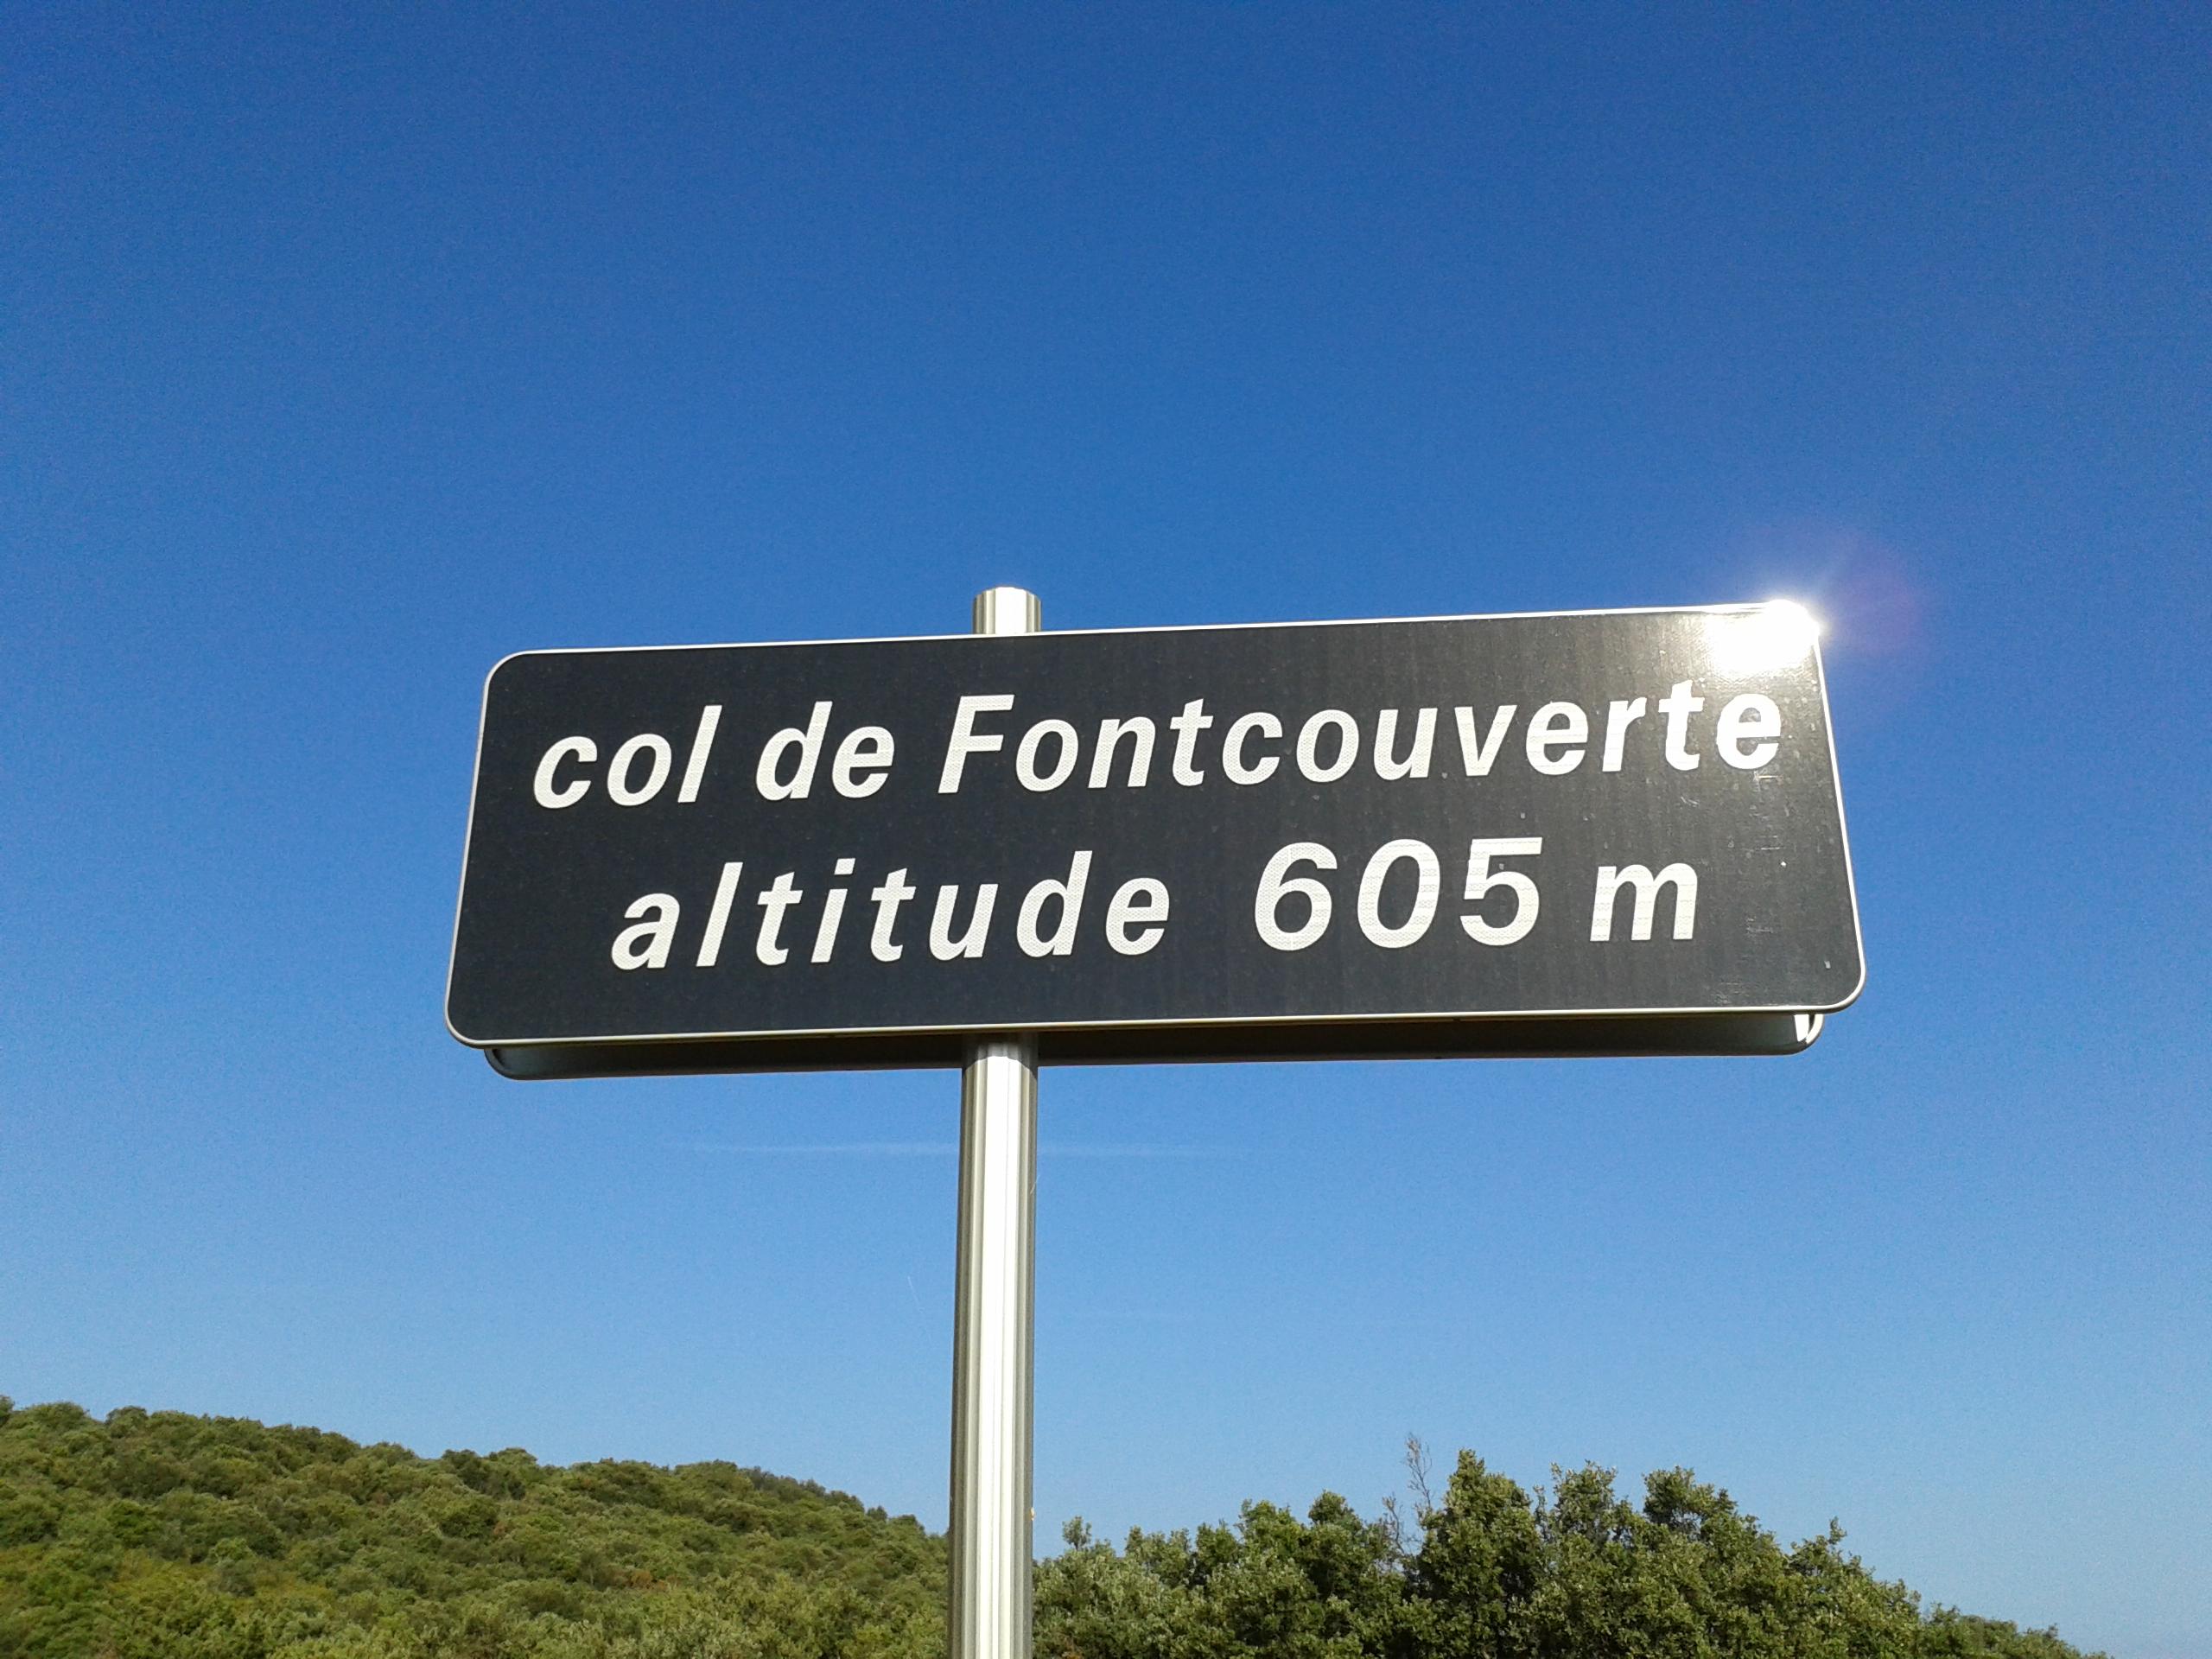 col de Fontcouverte
altitude 605 m